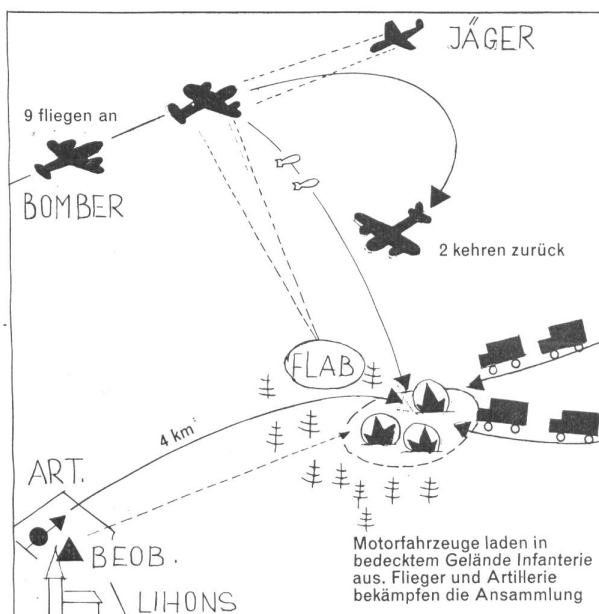 JÄGER
9 fliegen an
BOMBER
2 kehren zurück
FLAB
4 km
ART.
BEOB.
LIHONS
Motorfahrzeuge laden in
bedecktem Gelände Infanterie
aus. Flieger und Artillerie
bekämpfen die Ansammlung